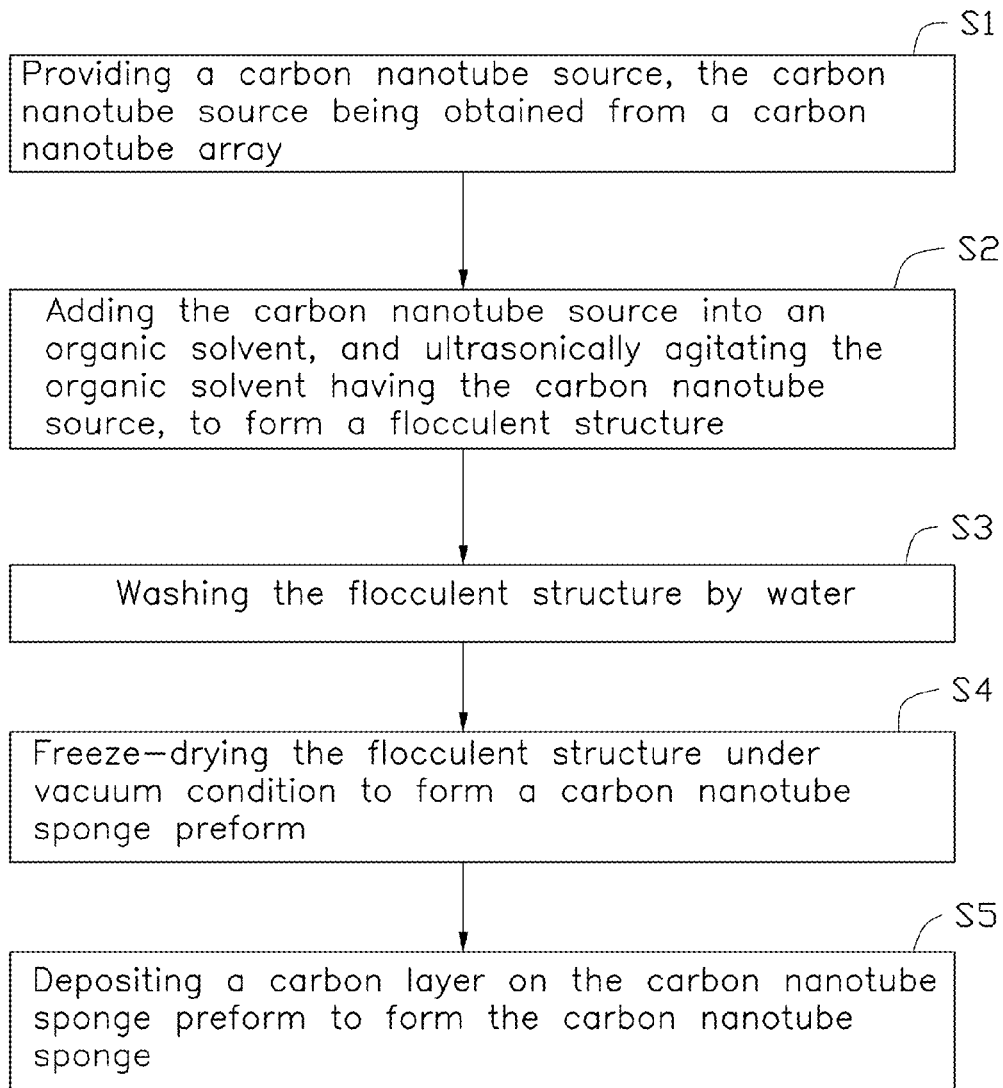 S1
Providing a carbon nanotube source, the carbon
nanotube source being obtained from a carbon
nanotube array
S2
Adding the carbon nanotube source into an
organic solvent, and ultrasonically agitating the
organic solvent having the carbon nanotube
source, to form a flocculent structure
S3
Washing the flocculent structure by water
S4
Freeze-drying the flocculent structure under
vacuum condition to form a carbon nanotube
sponge preform
S5
Depositing a carbon layer on the carbon nanotube
sponge preform to form the carbon nanotube
sponge